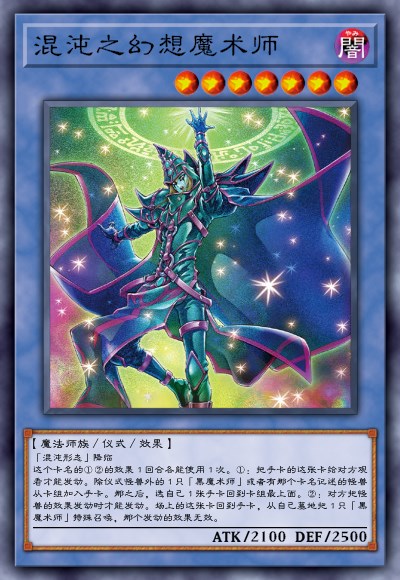 混沌之幻想魔术师
やみ
闇
【魔法师族／仪式／效果】
「混沌形态」降临
这个卡名的①②的效果1回合各能使用1次。①：把手卡的这张卡给对方观
看才能发动。除仪式怪兽外的1只「黑魔术师」或者有那个卡名记述的怪兽
从卡组加入手卡。那之后，选自己1张手卡回到卡组最上面。②：对方把怪
兽的效果发动时才能发动。场上的这张卡回到手卡，从自己墓地把1只「黑
魔术师」特殊召唤，那个发动的效果无效。
ATK/2100 DEF/2500